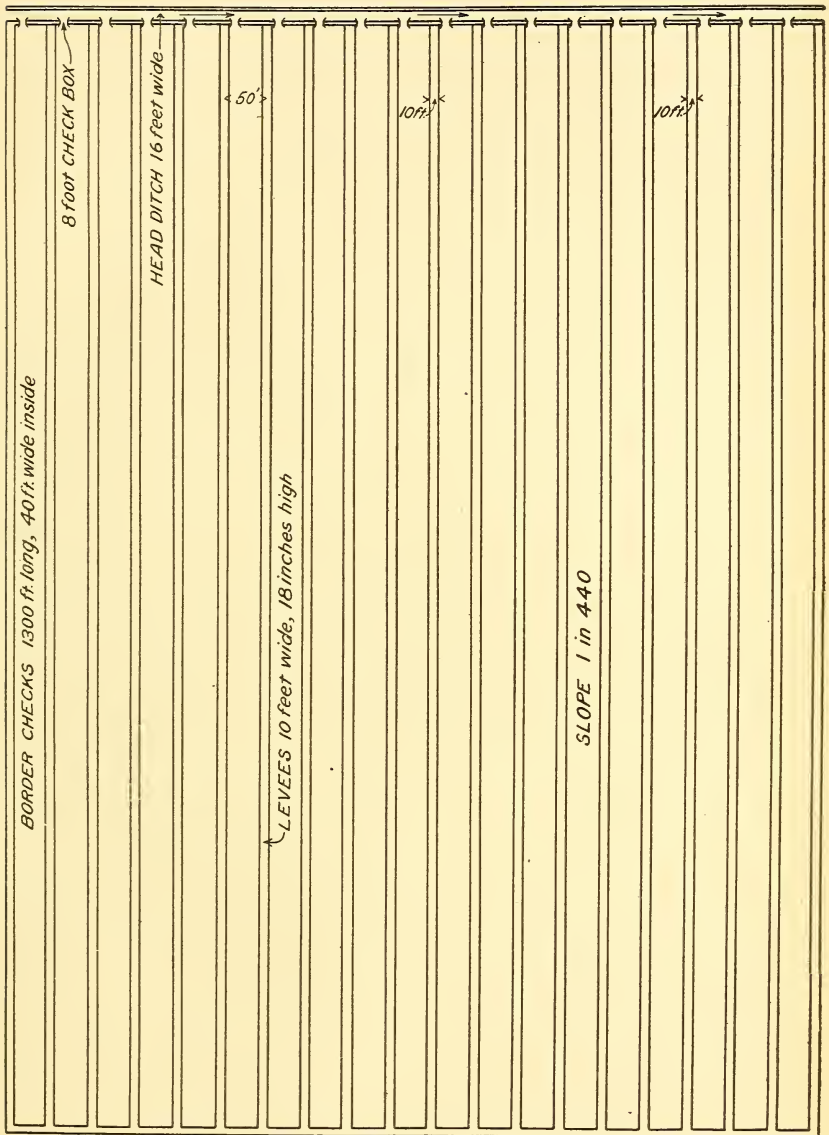 8 foot CHECK BOX
HEAD DITCH 16 feet wide
50'
10ft.
10ft.
BORDER CHECKS 1300 ft. long, 40 ft. wide inside
LEVEES 10 feet wide, 18 inches high
SLOPE 1 in 440